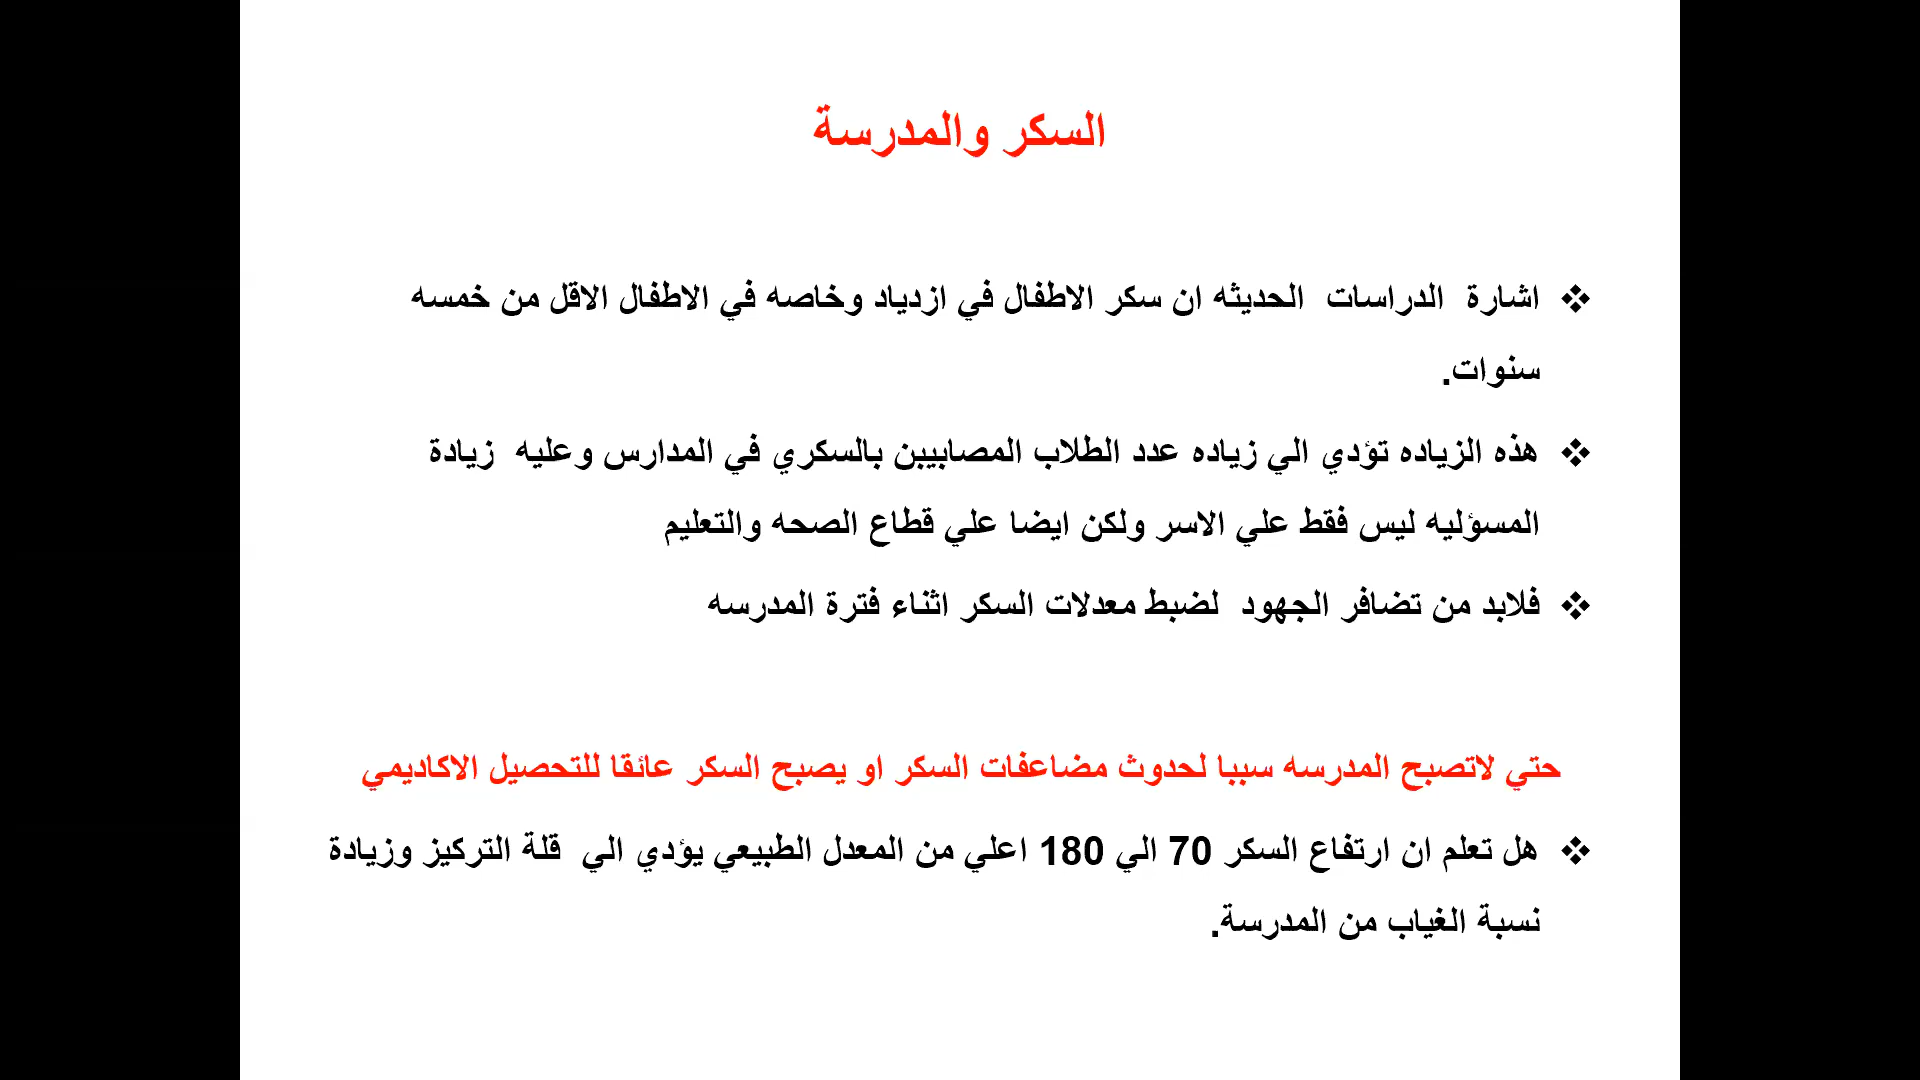 السكر والمدرسة
❖ اشارة الدراسات الحديثه ان سكر الاطفال في ازدياد وخاصه في الاطفال الاقل من خمسه
سنوات.
❖ هذه الزياده تؤدي الي زياده عدد الطلاب المصابيبن بالسكري في المدارس وعليه زيادة
المسؤليه ليس فقط علي الاسر ولكن ايضا علي قطاع الصحه والتعليم
❖ فلابد من تضافر الجهود لضبط معدلات السكر اثناء فترة المدرسه
حتي لاتصبح المدرسه سببا لحدوث مضاعفات السكر او يصبح السكر عائقا للتحصيل الاكاديمي
❖ هل تعلم ان ارتفاع السكر 70 الي 180 اعلي من المعدل الطبيعي يؤدي الي قلة التركيز وزيادة
نسبة الغياب من المدرسة.